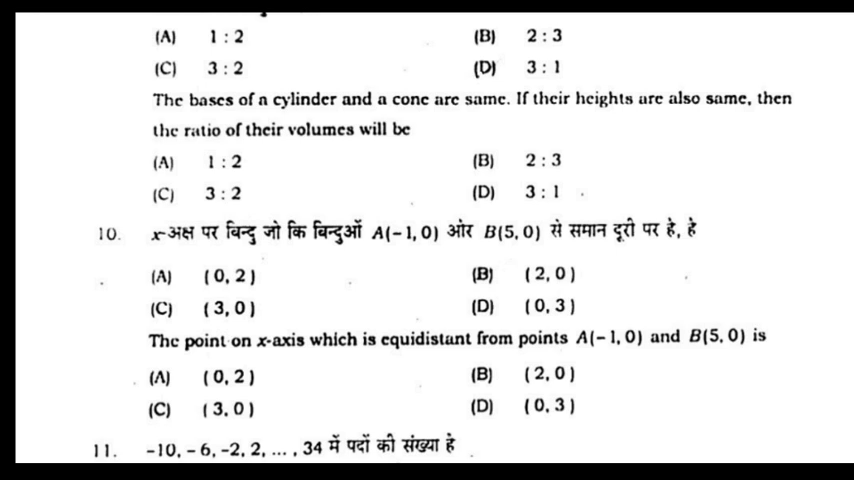 (A) 1 : 2 (B) 2 : 3
(C) 3 : 2 (D) 3 : 1
The bases of a cylinder and a cone are same. If their heights are also same, then
the ratio of their volumes will be
(A) 1 : 2 (B) 2 : 3
(C) 3 : 2 (D) 3 : 1
10. x-अक्ष पर बिन्दु जो कि बिन्दुओं A(-1, 0) और B(5, 0) से समान दूरी पर है, है
(A) (0, 2) (B) (2, 0)
(C) (3, 0) (D) (0, 3)
The point on x-axis which is equidistant from points A(-1, 0) and B(5, 0) is
(A) (0, 2) (B) (2, 0)
(C) (3, 0) (D) (0, 3)
11. -10, -6, -2, 2, ... , 34 में पदों की संख्या है